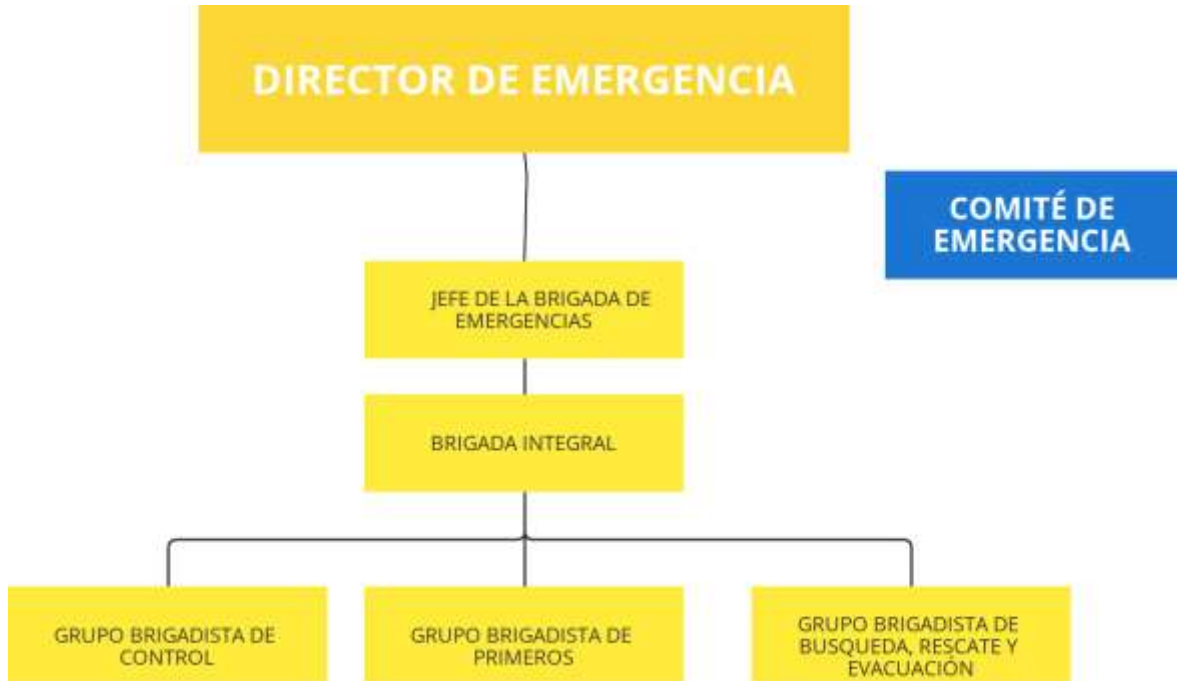 DIRECTOR DE EMERGENCIA
COMITÉ DE
EMERGENCIA
JEFE DE LA BRIGADA DE
EMERGENCIAS
BRIGADA INTEGRAL
GRUPO BRIGADISTA DE
CONTROL
GRUPO BRIGADISTA DE
PRIMEROS
GRUPO BRIGADISTA DE
BUSQUEDA, RESCATE Y
EVACUACIÓN